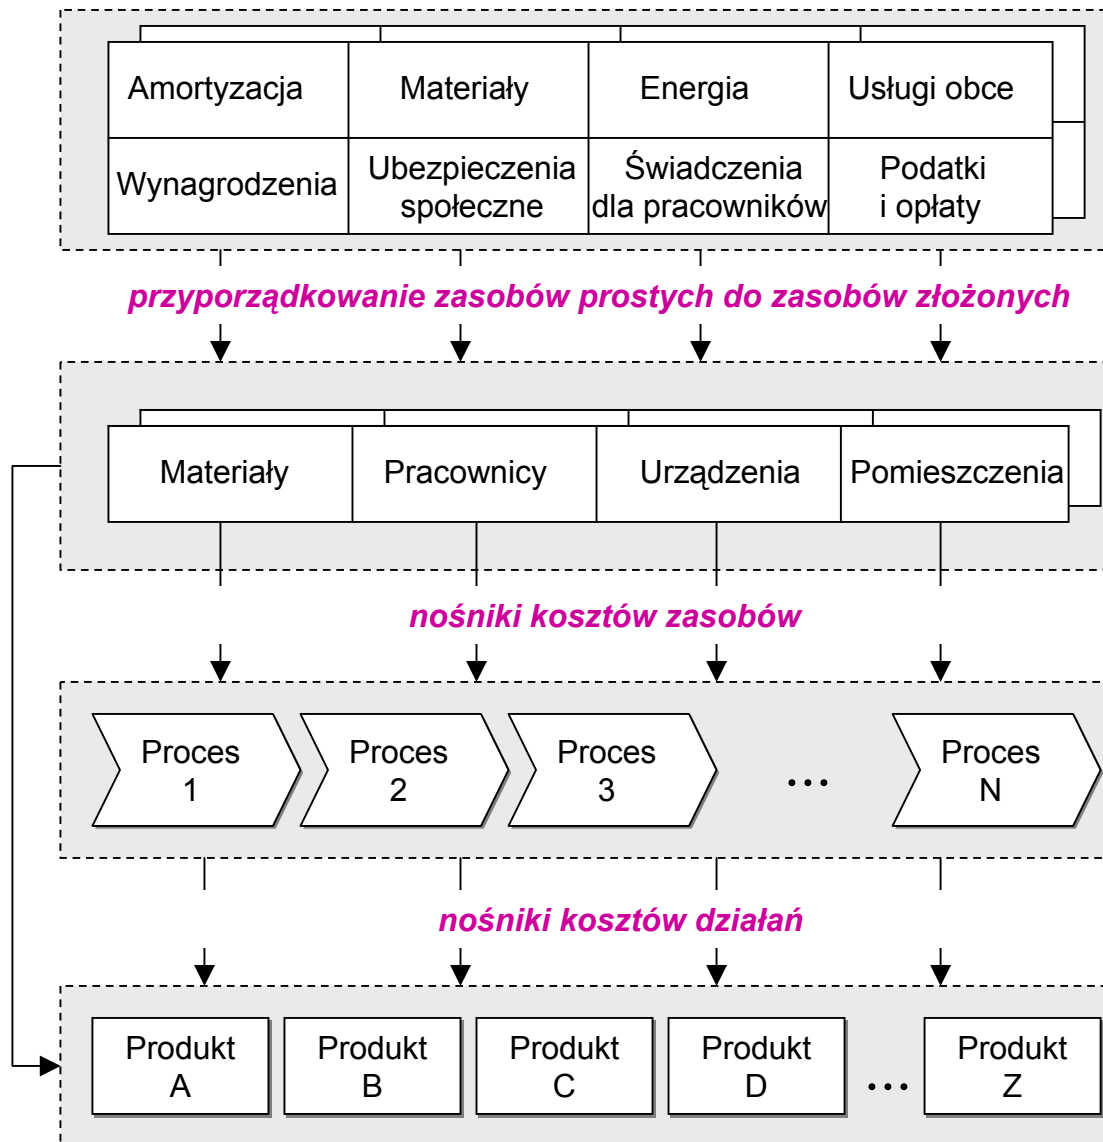 Amortyzacja
Materiały
Energia
Usługi obce
Wynagrodzenia
Ubezpieczenia
społeczne
Świadczenia
dla pracowników
Podatki
i opłaty
przyporządkowanie zasobów prostych do zasobów złożonych
Materiały
Pracownicy
Urządzenia
Pomieszczenia
nośniki kosztów zasobów
Proces
1
Proces
2
Proces
3
...
Proces
N
nośniki kosztów działań
Produkt
A
Produkt
B
Produkt
C
Produkt
D
...
Produkt
Z